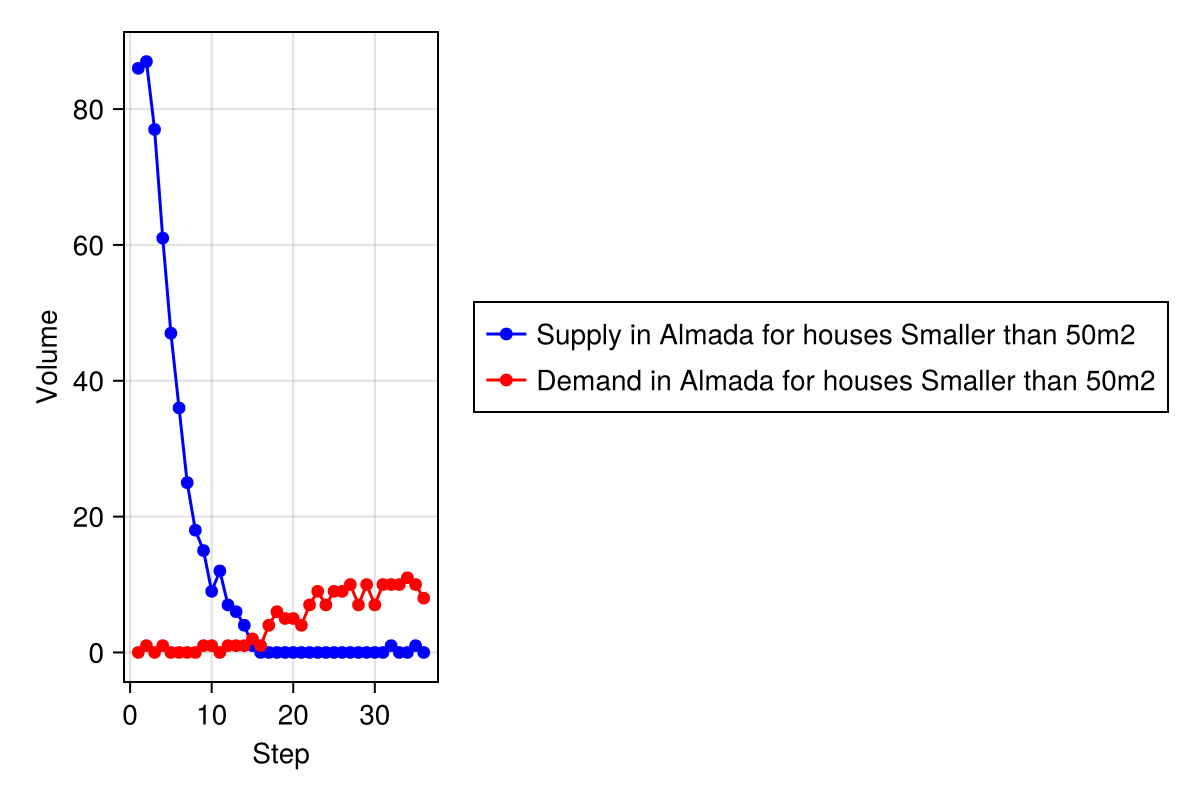 80
60
40
20
0
Volume
0 10 20 30
Step
Supply in Almada for houses Smaller than 50m2
Demand in Almada for houses Smaller than 50m2